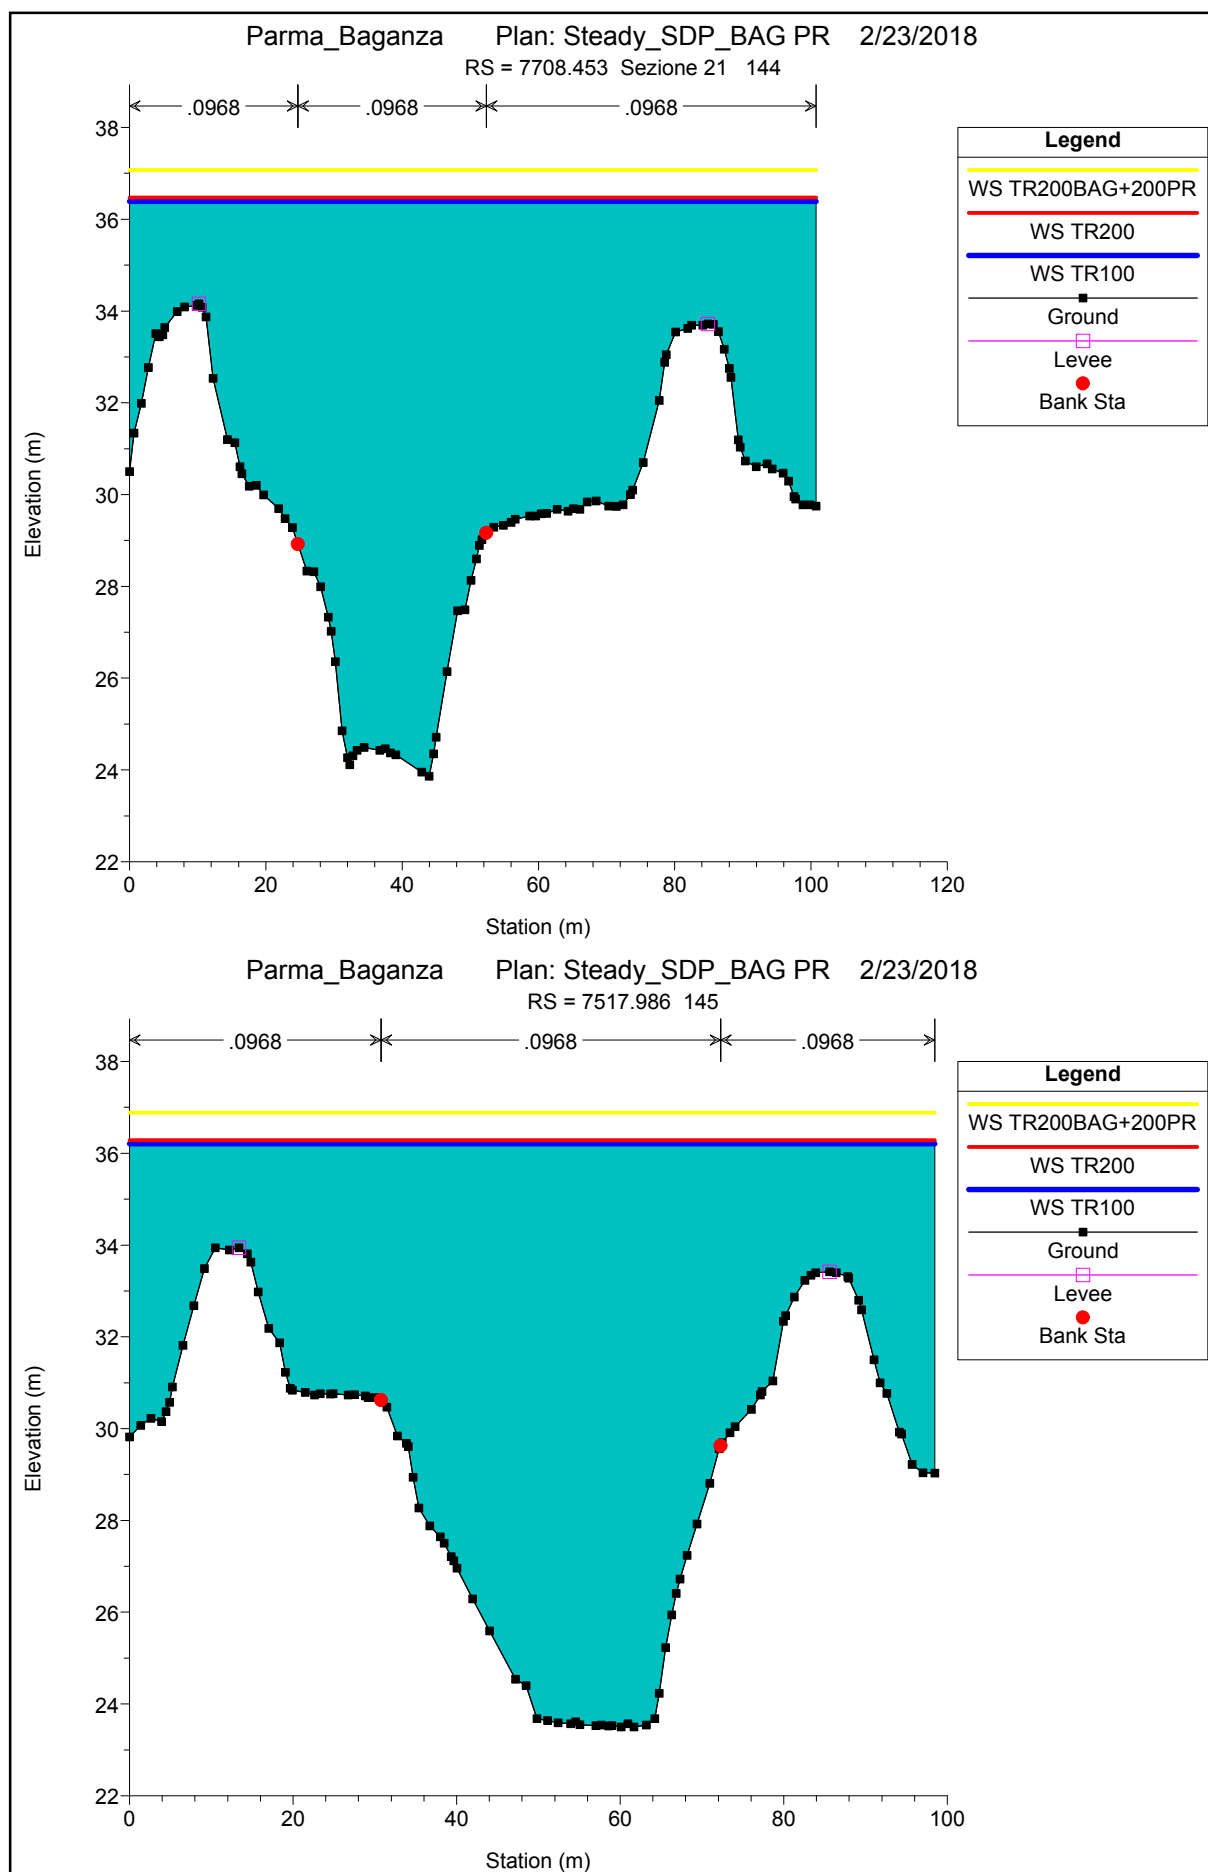 Parma_Baganza Plan: Steady_SDP_BAG PR 2/23/2018
RS = 7708.453 Sezione 21 144
.0968 .0968 .0968
38
36
34
32
30
28
26
24
22
Elevation (m)
0 20 40 60 80 100 120
Station (m)
Legend
WS TR200BAG+200PR
WS TR200
WS TR100
Ground
Levee
Bank Sta
Parma_Baganza Plan: Steady_SDP_BAG PR 2/23/2018
RS = 7517.986 145
.0968 .0968 .0968
38
36
34
32
30
28
26
24
22
Elevation (m)
0 20 40 60 80 100
Station (m)
Legend
WS TR200BAG+200PR
WS TR200
WS TR100
Ground
Levee
Bank Sta